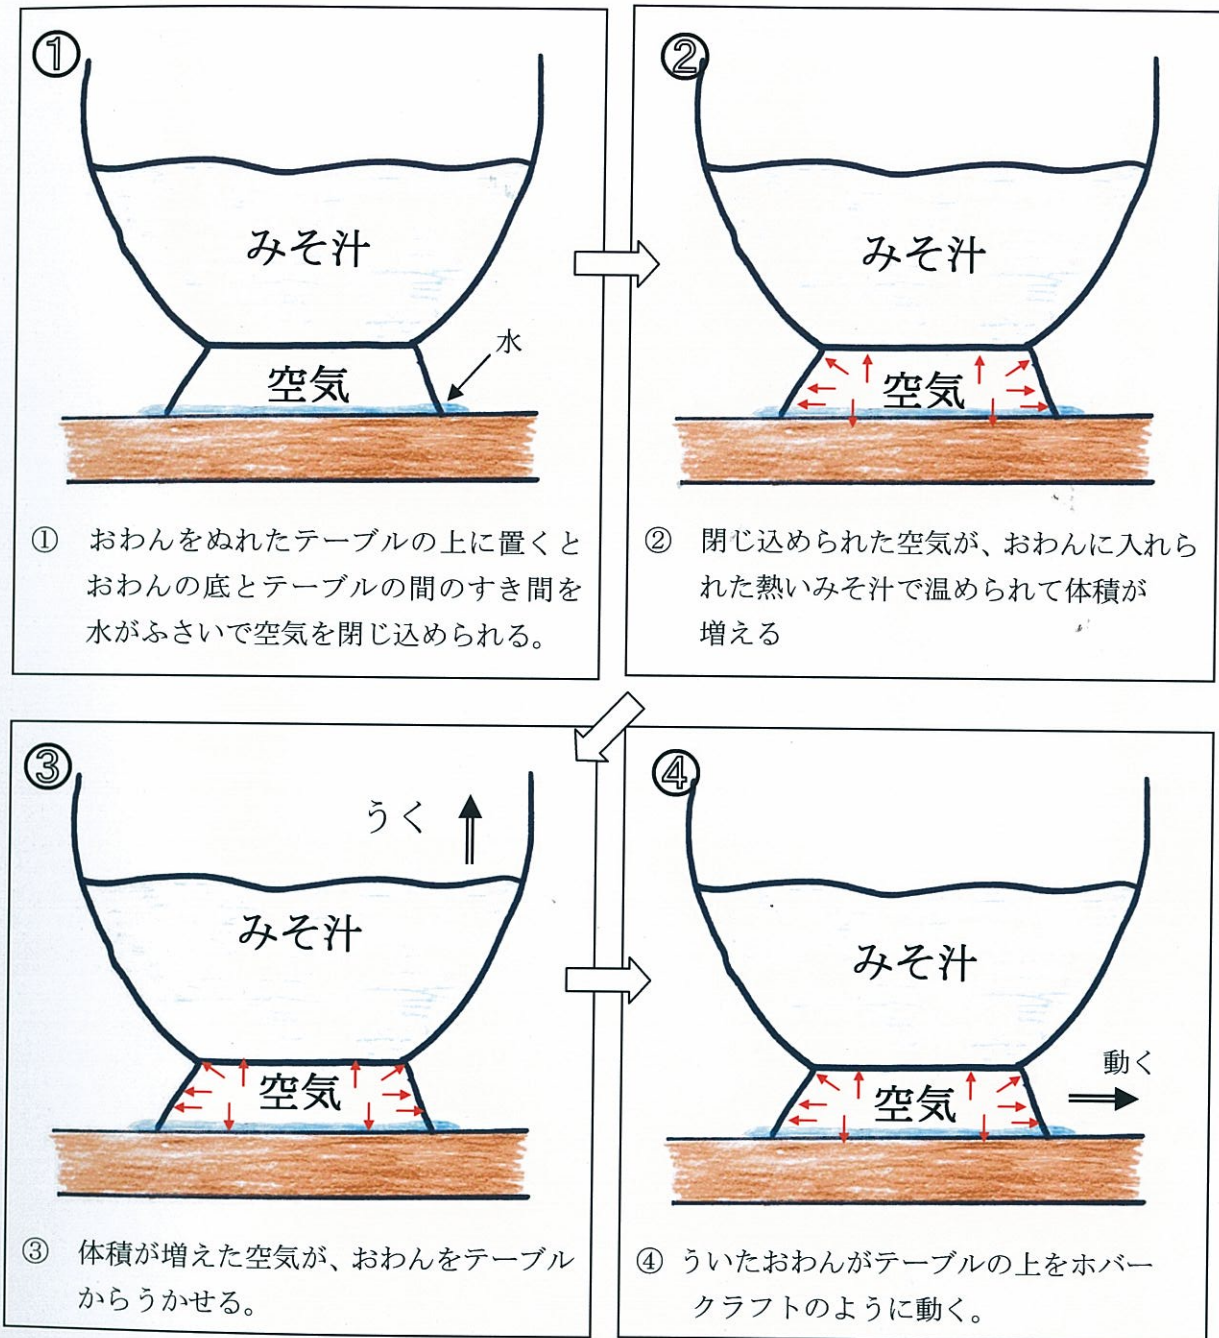 ①
みそ汁
水
空気
① おわんをぬれたテーブルの上に置くと
おわんの底とテーブルの間のすき間を
水がふさいで空気を閉じ込められる。
②
みそ汁
空気
② 閉じ込められた空気が、おわんに入れら
れた熱いみそ汁で温められて体積が
増える
③
うく
みそ汁
空気
③ 体積が増えた空気が、おわんをテーブル
からうかせる。
④
みそ汁
動く
空気
④ ういたおわんがテーブルの上をホバー
クラフトのように動く。